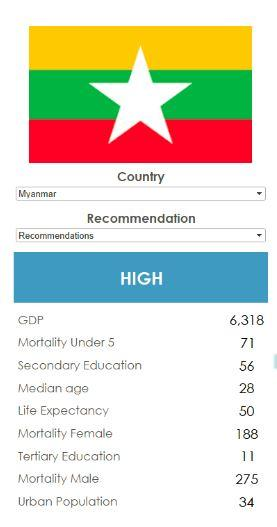 Country
Myanmar
Recommendation
Recommendations
HIGH
GDP 6,318
Mortality Under 5 71
Secondary Education 56
Median age 28
Life Expectancy 50
Mortality Female 188
Tertiary Education 11
Mortality Male 275
Urban Population 34